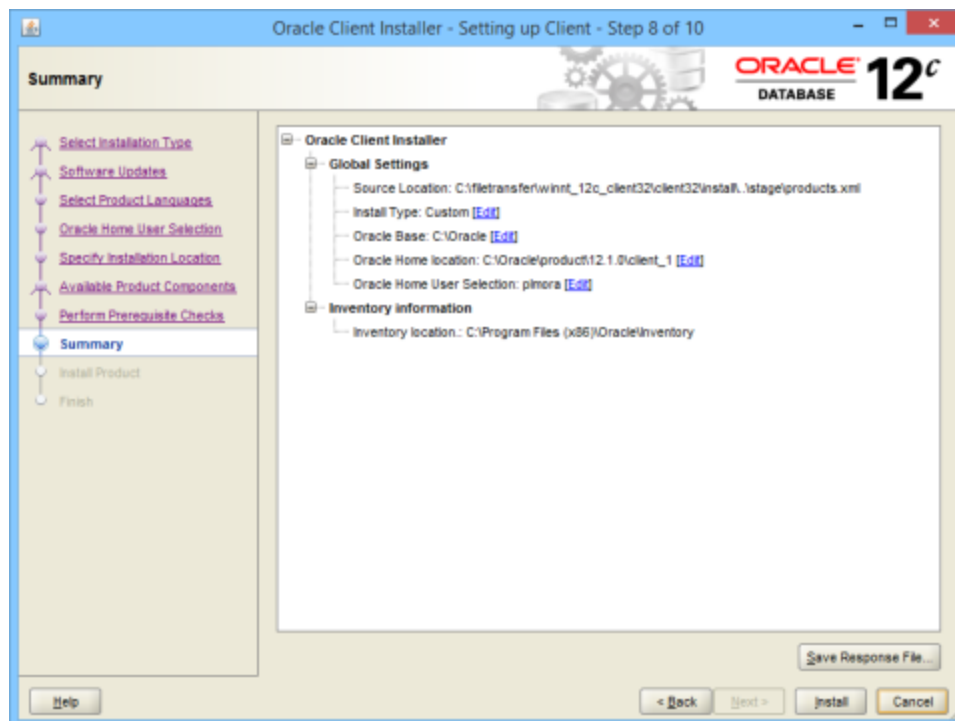 Oracle Client Installer - Setting up Client - Step 8 of 10
Summary
ORACLE
DATABASE
12c
Select Installation Type
Software Updates
Select Product Languages
Oracle Home User Selection
Specify Installation Location
Available Product Components
Perform Prerequisite Checks
Summary
Install Product
Finish
Oracle Client Installer
Global Settings
Source Location: C:\filetransfer\winnt_12c_client32\client32\install\..\stage\products.xml
Install Type: Custom [Edit]
Oracle Base: C:\Oracle [Edit]
Oracle Home location: C:\Oracle\product\12.1.0\client_1 [Edit]
Oracle Home User Selection: plmora [Edit]
Inventory information
Inventory location.: C:\Program Files (x86)\Oracle\Inventory
Save Response File...
Help
< Back
Next >
Install
Cancel